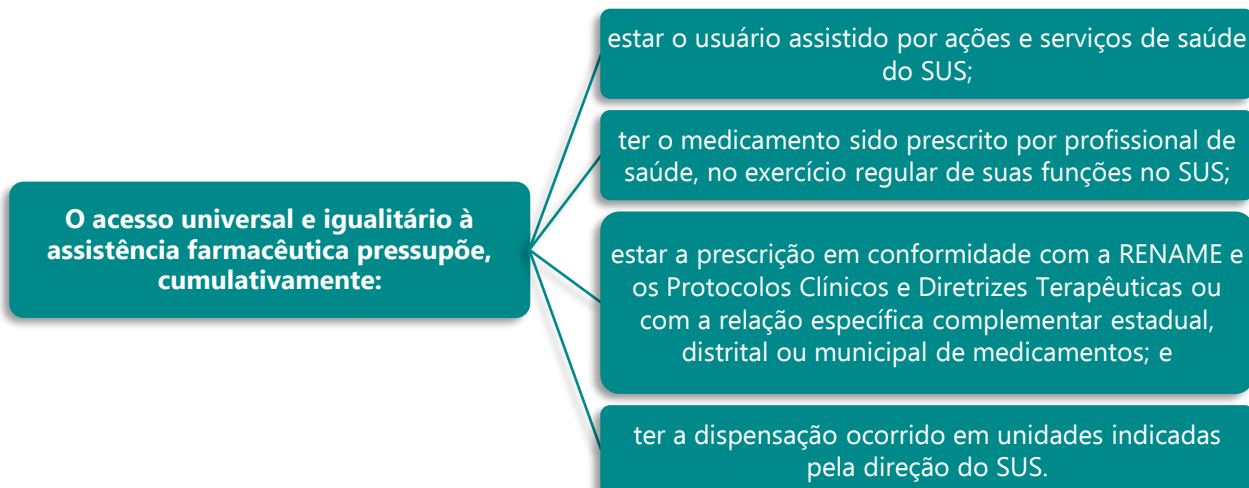 O acesso universal e igualitário à
assistência farmacêutica pressupõe,
cumulativamente:
estar o usuário assistido por ações e serviços de saúde
do SUS;
ter o medicamento sido prescrito por profissional de
saúde, no exercício regular de suas funções no SUS;
estar a prescrição em conformidade com a RENAME e
os Protocolos Clínicos e Diretrizes Terapêuticas ou
com a relação específica complementar estadual,
distrital ou municipal de medicamentos; e
ter a dispensação ocorrido em unidades indicadas
pela direção do SUS.